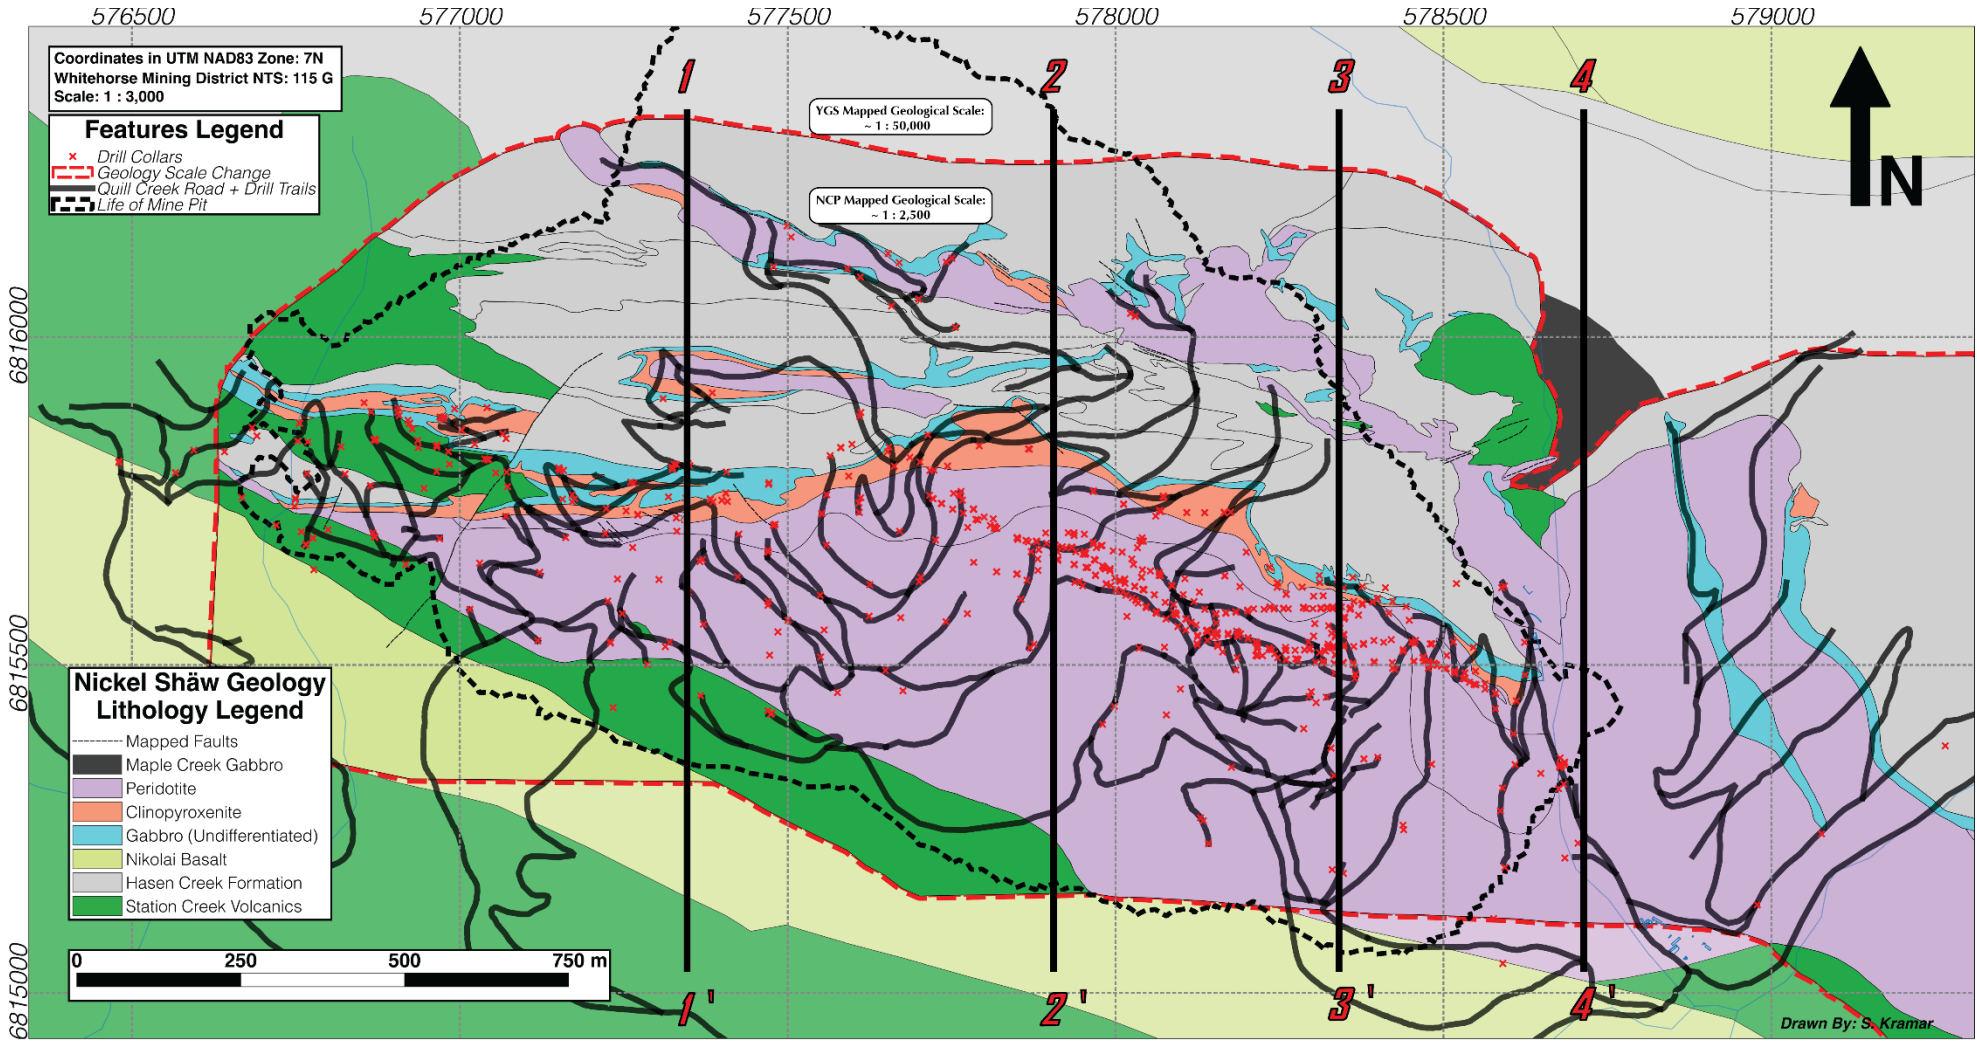 576500 577000 577500 578000 578500 579000
Coordinates in UTM NAD83 Zone: 7N
Whitehorse Mining District NTS: 115 G
Scale: 1 : 3,000
Features Legend
Drill Collars
Geology Scale Change
Quill Creek Road + Drill Trails
Life of Mine Pit
1 2 3 4
YGS Mapped Geological Scale:
~ 1 : 50,000
NCP Mapped Geological Scale:
~ 1 : 2,500
N
6816000
6815500
6815000
Nickel Shäw Geology
Lithology Legend
Mapped Faults
Maple Creek Gabbro
Peridotite
Clinopyroxenite
Gabbro (Undifferentiated)
Nikolai Basalt
Hasen Creek Formation
Station Creek Volcanics
0 250 500 750 m
1' 2' 3' 4'
Drawn By: S. Kramar